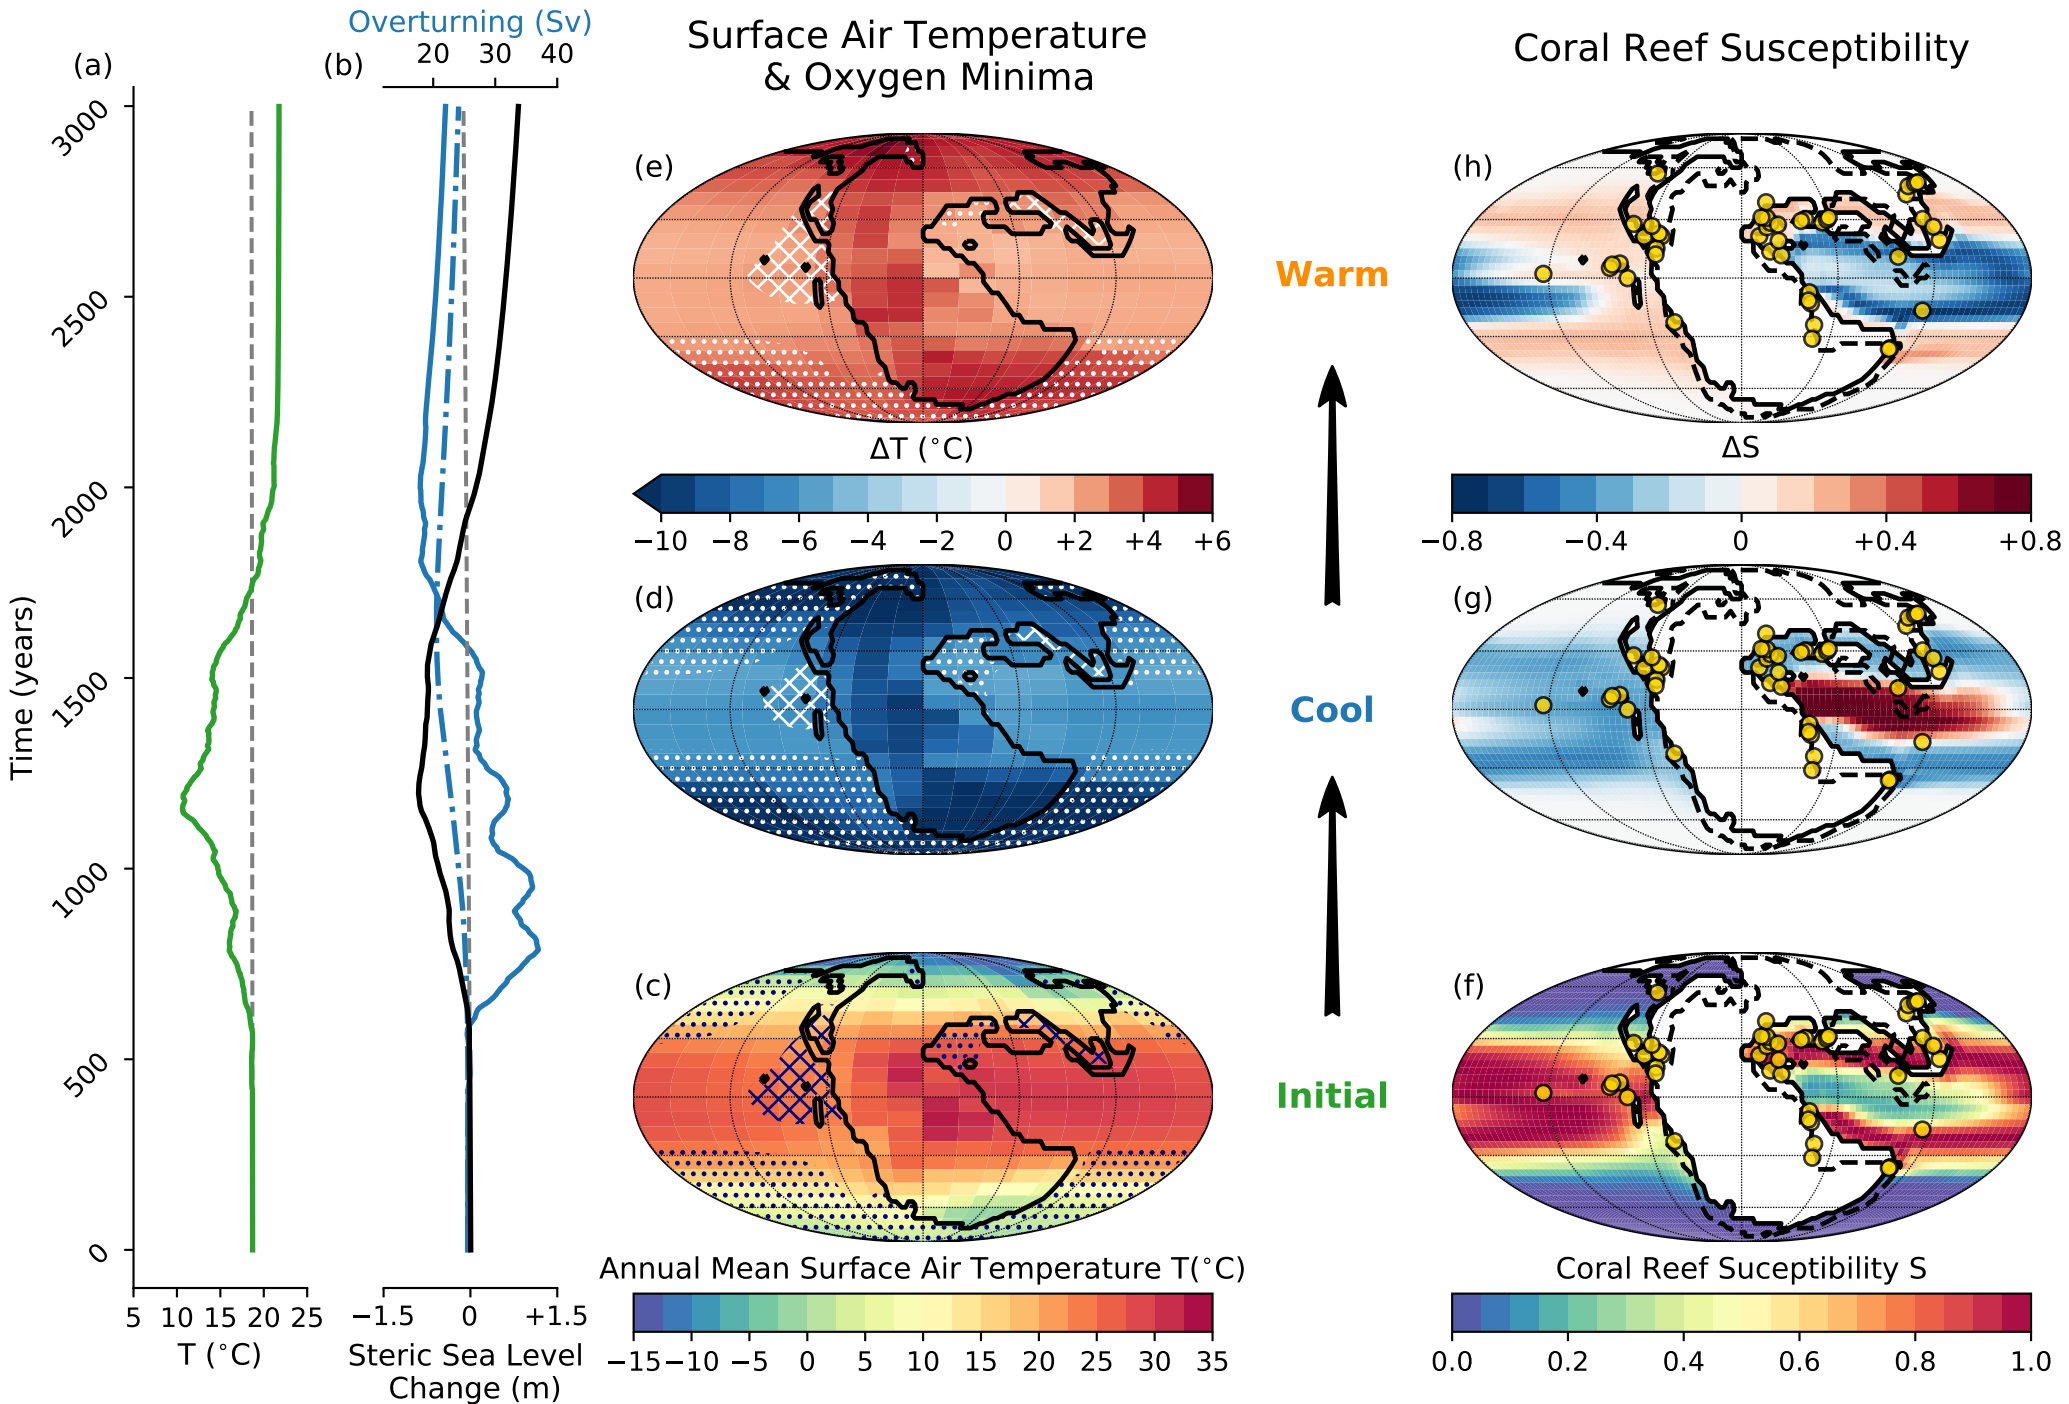 Overturning (Sv)
20 30 40
(a)
(b)
Surface Air Temperature
& Oxygen Minima
Coral Reef Susceptibility
3000
2500
2000
1500
1000
500
0
Time (years)
5 10 15 20 25
T (°C)
−1.5 0 +1.5
Steric Sea Level
Change (m)
(e)
ΔT (°C)
−10 −8 −6 −4 −2 0 +2 +4 +6
(d)
(c)
Annual Mean Surface Air Temperature T(°C)
−15 −10 −5 0 5 10 15 20 25 30 35
Warm
Cool
Initial
(h)
ΔS
−0.8 −0.4 0 +0.4 +0.8
(g)
(f)
Coral Reef Suceptibility S
0.0 0.2 0.4 0.6 0.8 1.0